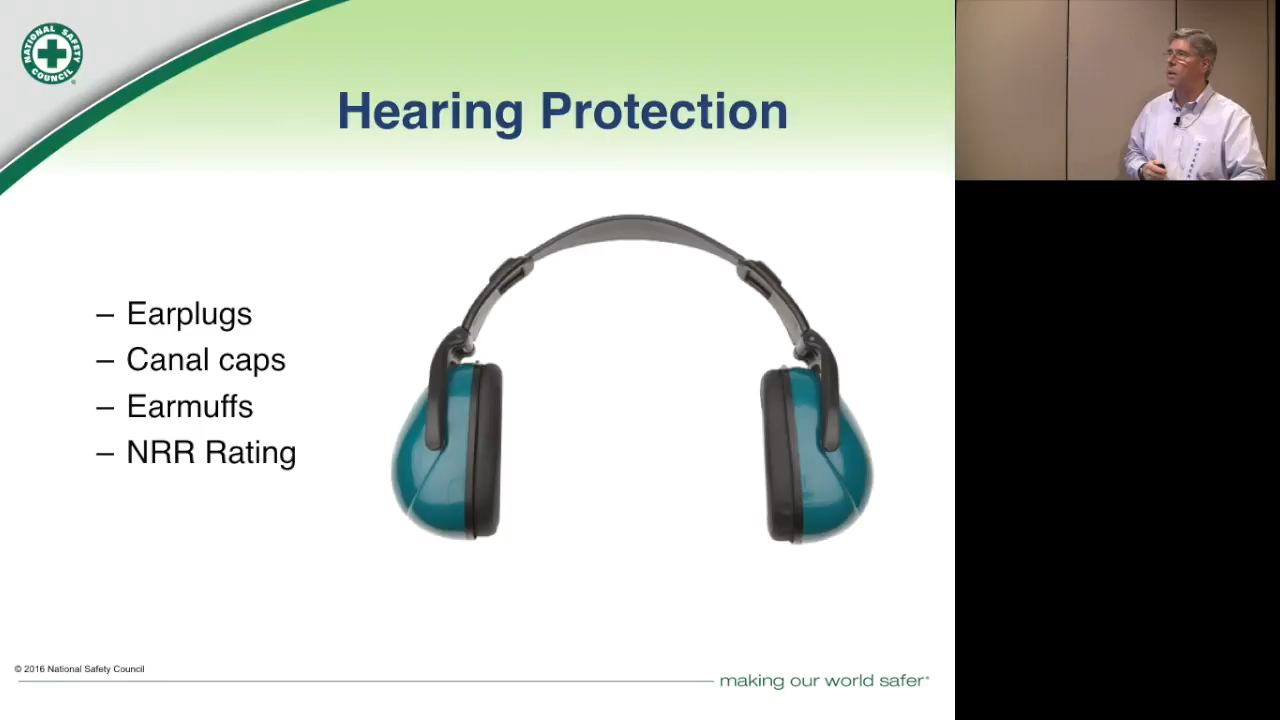 NATIONAL SAFETY
COUNCIL
Hearing Protection
– Earplugs
– Canal caps
– Earmuffs
– NRR Rating
© 2016 National Safety Council
making our world safer®